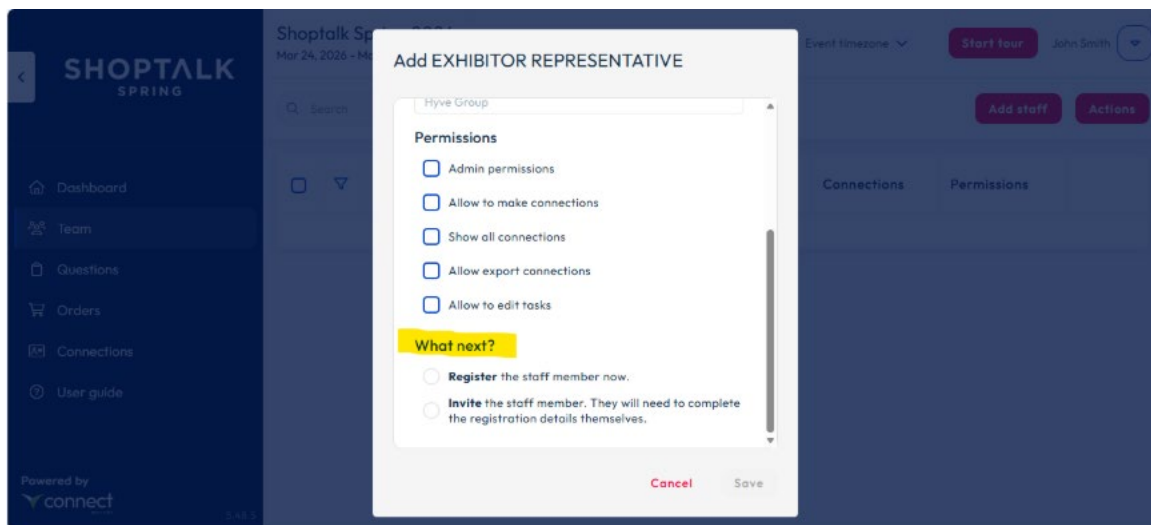 Shoptalk Sp
Mar 24, 2026 - Ma
Event timezone
Start tour
John Smith
SHOPTALK
SPRING
Search
Add staff
Actions
Add EXHIBITOR REPRESENTATIVE
Hyve Group
Permissions
Admin permissions
Allow to make connections
Show all connections
Allow export connections
Allow to edit tasks
What next?
Register the staff member now.
Invite the staff member. They will need to complete
the registration details themselves.
Cancel
Save
Connections
Permissions
Dashboard
Team
Questions
Orders
Connections
User guide
Powered by
connect